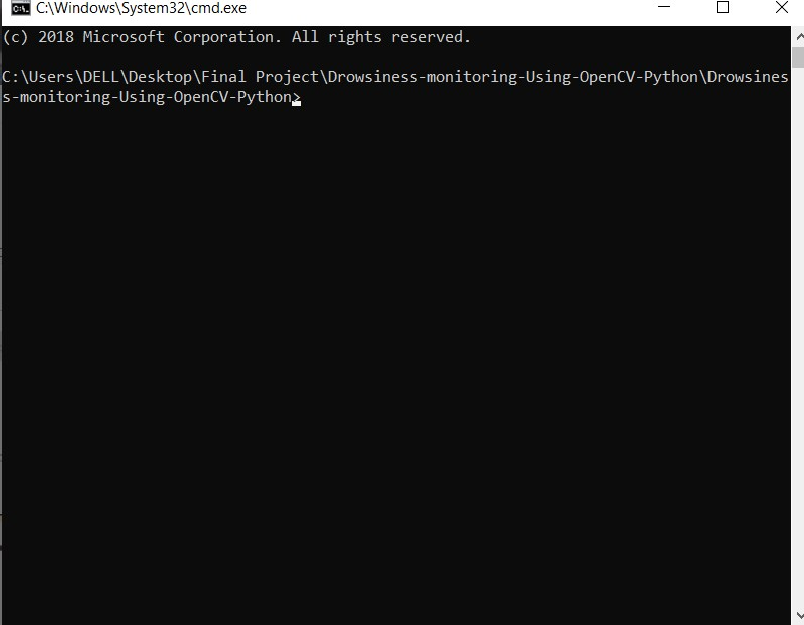 C:\Windows\System32\cmd.exe
(c) 2018 Microsoft Corporation. All rights reserved.
C:\Users\DELL\Desktop\Final Project\Drowsiness-monitoring-Using-OpenCV-Python\Drowsines
s-monitoring-Using-OpenCV-Python>